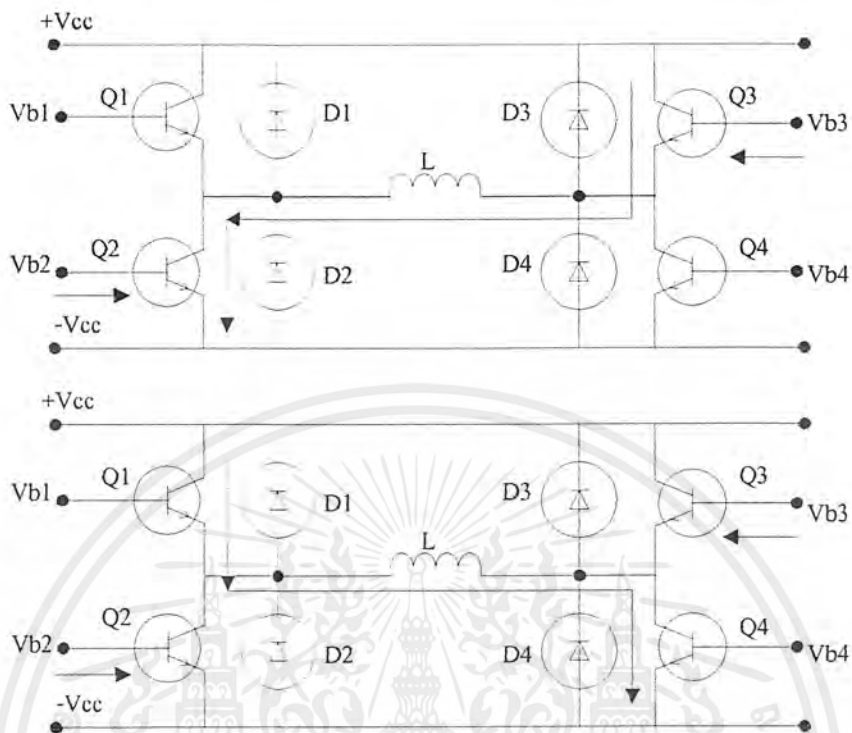 +Vcc
Q1
D1
D3
Q3
Vb1
Vb3
L
Q2
Q4
Vb2
D2
D4
Vb4
-Vcc
+Vcc
Q1
D1
D3
Q3
Vb1
Vb3
L
Q2
Q4
Vb2
D2
D4
Vb4
-Vcc